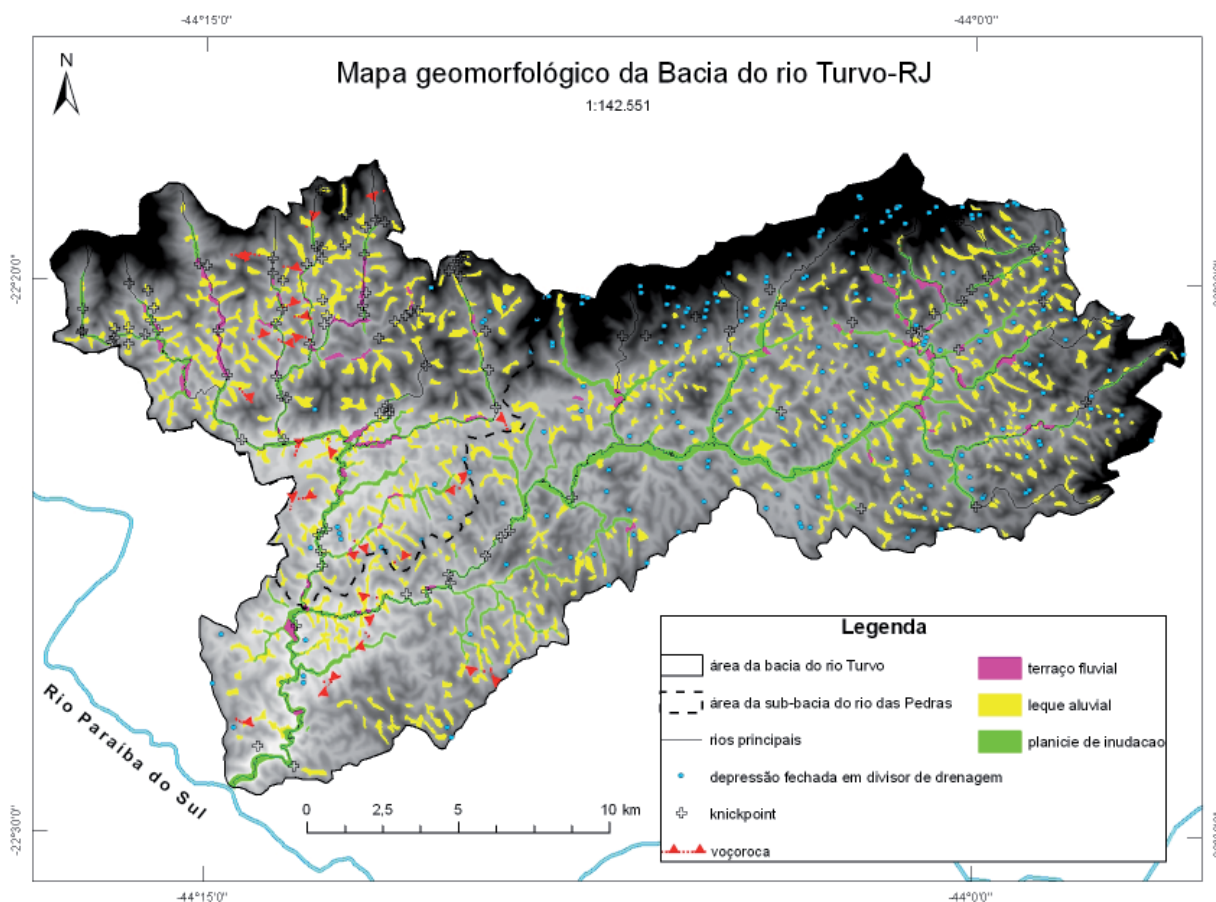 -44°15'0"
-44°0'0"
N
Mapa geomorfológico da Bacia do rio Turvo-RJ
1:142.551
-22°20'0"
Rio Paraiba do Sul
0 2,5 5 10 km
Legenda
área da bacia do rio Turvo
área da sub-bacia do rio das Pedras
rios principais
depressão fechada em divisor de drenagem
knickpoint
voçoroca
terraço fluvial
leque aluvial
planicie de inudacao
-22°30'0"
-44°15'0"
-44°0'0"